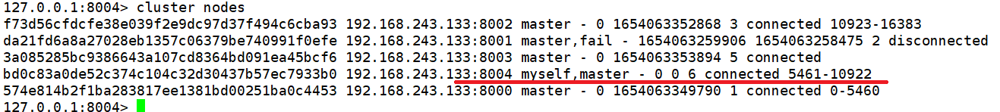 127.0.0.1:8004> cluster nodes
f73d56cfdcfe38e039f2e9dc97d37f494c6cba93 192.168.243.133:8002 master - 0 1654063352868 3 connected 10923-16383
da21fd6a8a27028eb1357c06379be740991f0efe 192.168.243.133:8001 master,fail - 1654063259906 1654063258475 2 disconnected
3a085285bc9386643a107cd8364bd091ea45bcf6 192.168.243.133:8003 master - 0 1654063353894 5 connected
bd0c83a0de52c374c104c32d30437b57ec7933b0 192.168.243.133:8004 myself,master - 0 0 6 connected 5461-10922
574e814b2f1ba283817ee1381bd00251ba0c4453 192.168.243.133:8000 master - 0 1654063349790 1 connected 0-5460
127.0.0.1:8004>